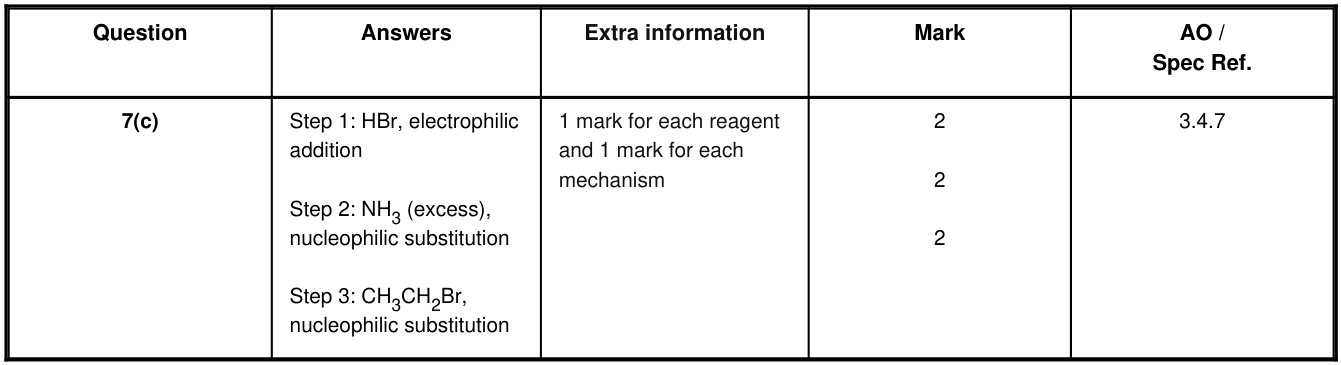 Question Answers Extra information Mark AO /
Spec Ref.
7(c) Step 1: HBr, electrophilic 1 mark for each reagent 2 3.4.7
addition and 1 mark for each
mechanism 2
Step 2: NH₃ (excess),
nucleophilic substitution 2
Step 3: CH₃CH₂Br,
nucleophilic substitution